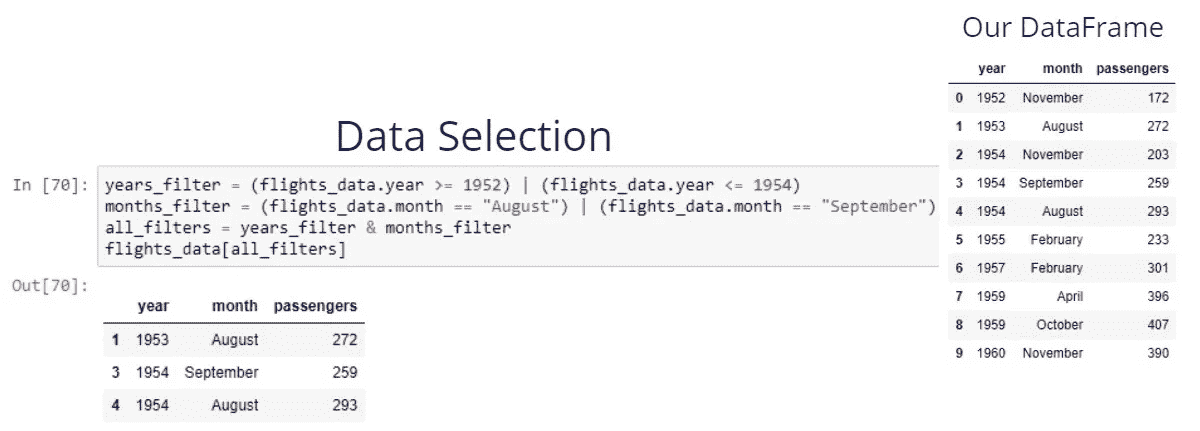 Our DataFrame
year month passengers
0 1952 November 172
1 1953 August 272
2 1954 November 203
3 1954 September 259
4 1954 August 293
5 1955 February 233
6 1957 February 301
7 1959 April 396
8 1959 October 407
9 1960 November 390
Data Selection
In [70]: years_filter = (flights_data.year >= 1952) | (flights_data.year <= 1954)
months_filter = (flights_data.month == "August") | (flights_data.month == "September")
all_filters = years_filter & months_filter
flights_data[all_filters]
Out[70]:
year month passengers
1 1953 August 272
3 1954 September 259
4 1954 August 293